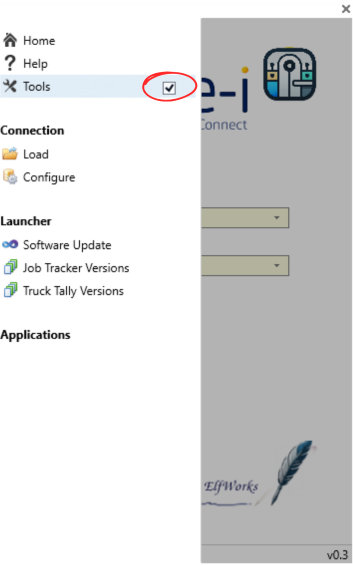 Home
Help
Tools
Connection
Load
Configure
Launcher
Software Update
Job Tracker Versions
Truck Tally Versions
Applications
e-i
Connect
ElfWorks
v0.3